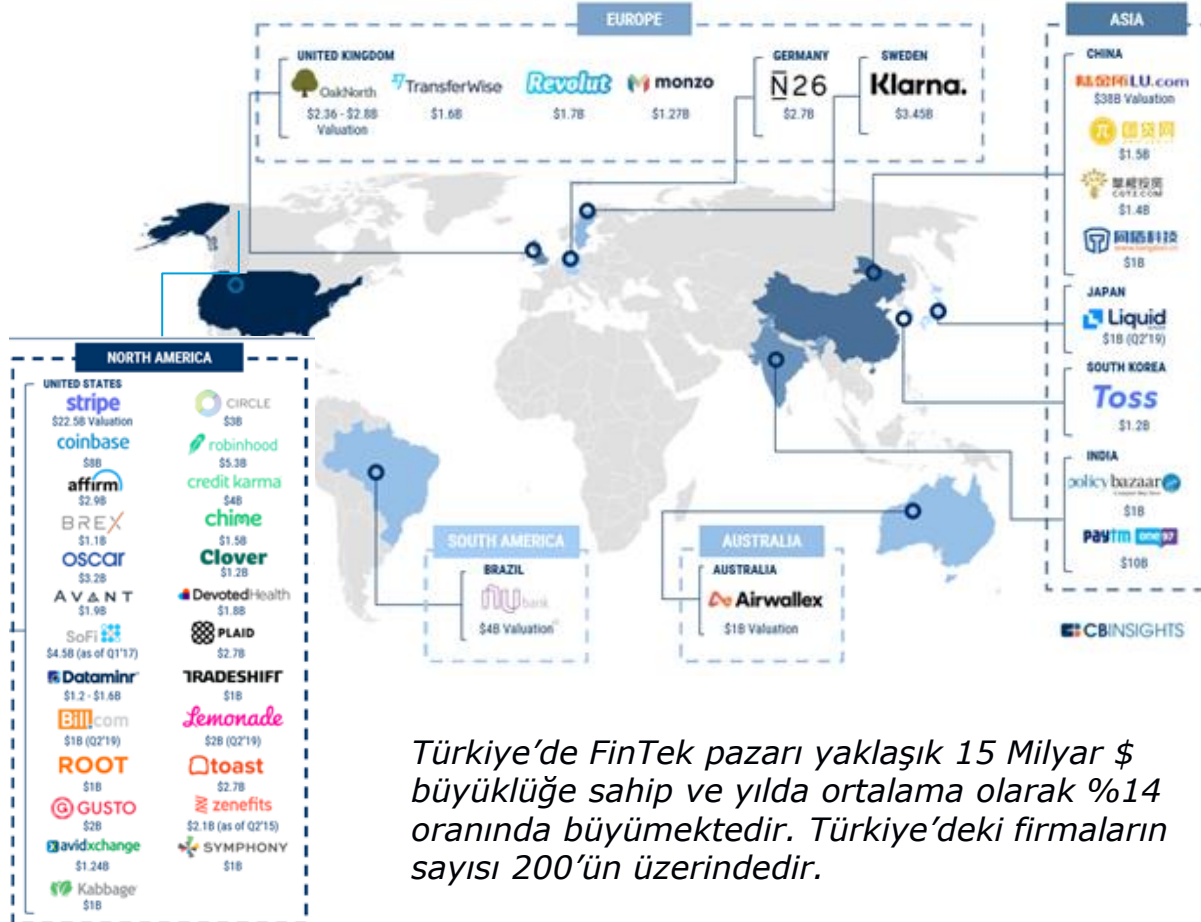 EUROPE
UNITED KINGDOM
OakNorth
$2.36 - $2.8B
Valuation
TransferWise
$1.6B
Revolut
$1.7B
monzo
$1.27B
GERMANY
N26
$2.7B
SWEDEN
Klarna.
$3.45B
ASIA
CHINA
LU.com
$38B Valuation
$1.5B
$1.4B
网盾科技
$1B
JAPAN
Liquid
$1B (Q2'19)
SOUTH KOREA
Toss
$1.2B
INDIA
policybazaar
$1B
paytm one97
$10B
NORTH AMERICA
UNITED STATES
stripe
$22.5B Valuation
CIRCLE
$3B
coinbase
$8B
robinhood
$5.3B
affirm
$2.9B
credit karma
$4B
BREX
$1.1B
chime
$1.5B
oscar
$3.2B
Clover
$1.2B
AVANT
$1.9B
DevotedHealth
$1.8B
SoFi
$4.5B (as of Q1'17)
PLAID
$2.7B
Dataminr
$1.2 - $1.6B
TRADESHIFT
$1B
Bill.com
$1B (Q2'19)
Lemonade
$2B (Q2'19)
ROOT
$1B
toast
$2.7B
GUSTO
$2B
zenefits
$2.1B (as of Q2'15)
avidxchange
$1.24B
SYMPHONY
$1B
Kabbage
$1B
SOUTH AMERICA
BRAZIL
nu bank
$4B Valuation
AUSTRALIA
AUSTRALIA
Airwallex
$1B Valuation
CBINSIGHTS
Türkiye’de FinTek pazarı yaklaşık 15 Milyar $
büyüklüğe sahip ve yılda ortalama olarak %14
oranında büyümektedir. Türkiye’deki firmaların
sayısı 200’ün üzerindedir.